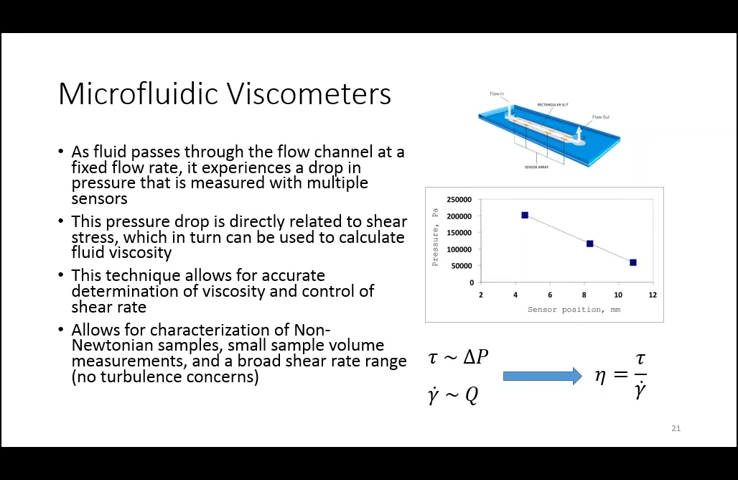 Microfluidic Viscometers
• As fluid passes through the flow channel at a
fixed flow rate, it experiences a drop in
pressure that is measured with multiple
sensors
• This pressure drop is directly related to shear
stress, which in turn can be used to calculate
fluid viscosity
• This technique allows for accurate
determination of viscosity and control of
shear rate
• Allows for characterization of Non-
Newtonian samples, small sample volume
measurements, and a broad shear rate range
(no turbulence concerns)
Flow In
RECTANGULAR SLIT
Flow Out
SENSOR ARRAY
Pressure, Pa
250000
200000
150000
100000
50000
0
2 4 6 8 10 12
Sensor position, mm
τ ~ ΔP
γ̇ ~ Q
η = τ / γ̇
21